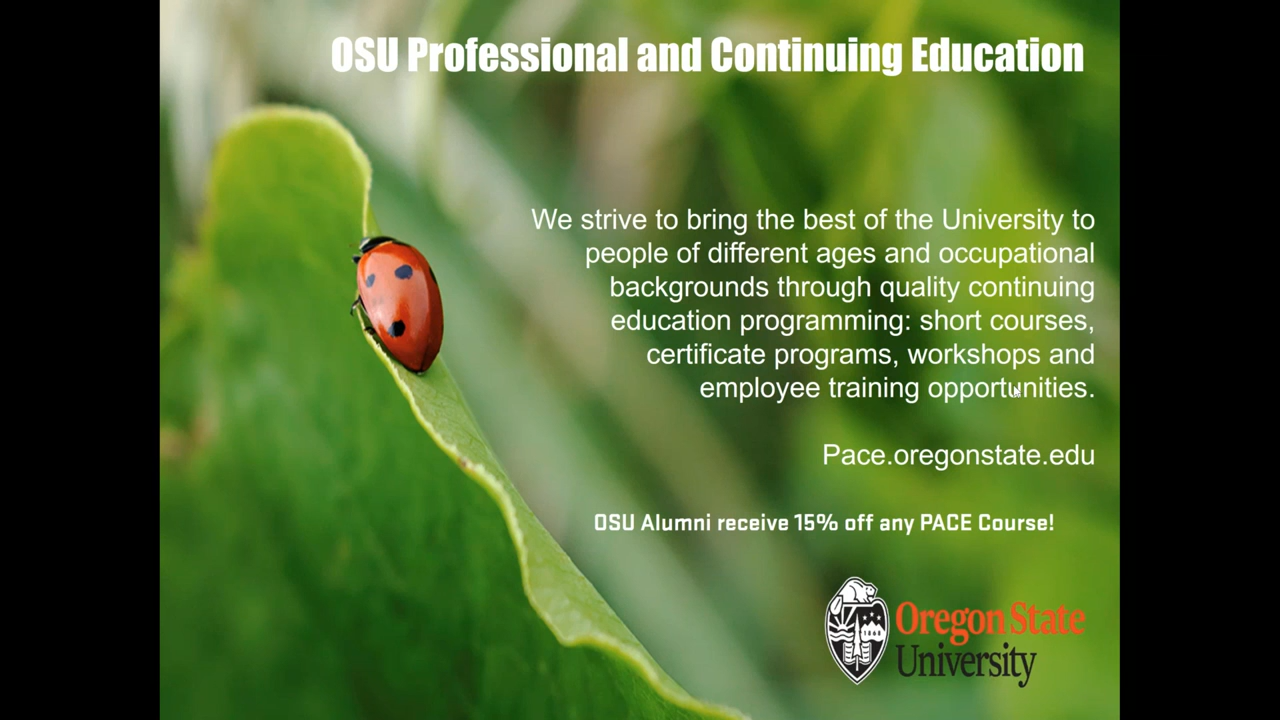 OSU Professional and Continuing Education
We strive to bring the best of the University to
people of different ages and occupational
backgrounds through quality continuing
education programming: short courses,
certificate programs, workshops and
employee training opportunities.
Pace.oregonstate.edu
OSU Alumni receive 15% off any PACE Course!
Oregon State
University